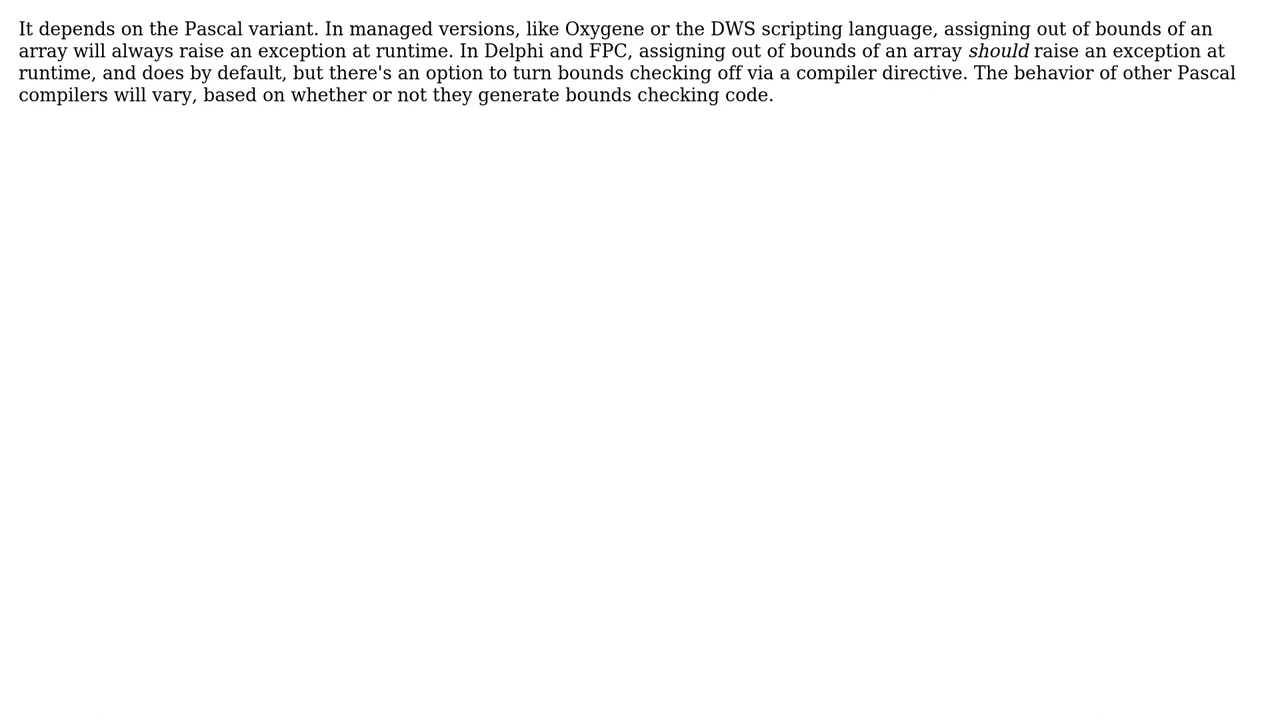 It depends on the Pascal variant. In managed versions, like Oxygene or the DWS scripting language, assigning out of bounds of an
array will always raise an exception at runtime. In Delphi and FPC, assigning out of bounds of an array should raise an exception at
runtime, and does by default, but there's an option to turn bounds checking off via a compiler directive. The behavior of other Pascal
compilers will vary, based on whether or not they generate bounds checking code.